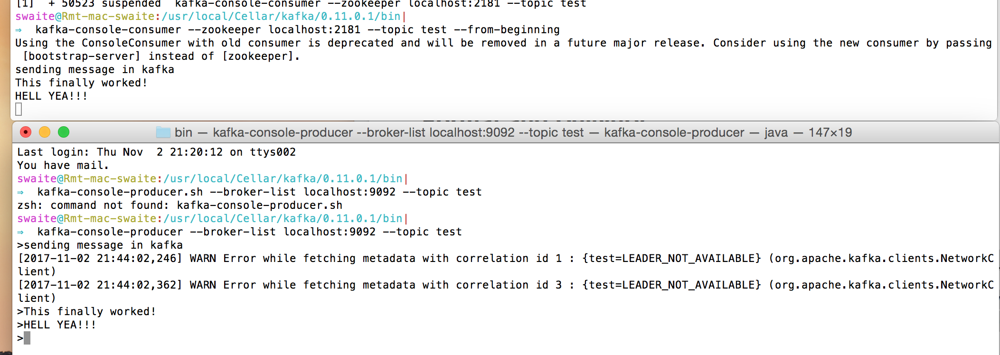 [1]  + 50523 suspended  kafka-console-consumer --zookeeper localhost:2181 --topic test
swaite@Rmt-mac-swaite:/usr/local/Cellar/kafka/0.11.0.1/bin|
⇒  kafka-console-consumer --zookeeper localhost:2181 --topic test --from-beginning
Using the ConsoleConsumer with old consumer is deprecated and will be removed in a future major release. Consider using the new consumer by passing
 [bootstrap-server] instead of [zookeeper].
sending message in kafka
This finally worked!
HELL YEA!!!
bin — kafka-console-producer --broker-list localhost:9092 --topic test — kafka-console-producer — java — 147×19
Last login: Thu Nov  2 21:20:12 on ttys002
You have mail.
swaite@Rmt-mac-swaite:/usr/local/Cellar/kafka/0.11.0.1/bin|
⇒  kafka-console-producer.sh --broker-list localhost:9092 --topic test
zsh: command not found: kafka-console-producer.sh
swaite@Rmt-mac-swaite:/usr/local/Cellar/kafka/0.11.0.1/bin|
⇒  kafka-console-producer --broker-list localhost:9092 --topic test
>sending message in kafka
[2017-11-02 21:44:02,246] WARN Error while fetching metadata with correlation id 1 : {test=LEADER_NOT_AVAILABLE} (org.apache.kafka.clients.NetworkC
lient)
[2017-11-02 21:44:02,362] WARN Error while fetching metadata with correlation id 3 : {test=LEADER_NOT_AVAILABLE} (org.apache.kafka.clients.NetworkC
lient)
>This finally worked!
>HELL YEA!!!
>